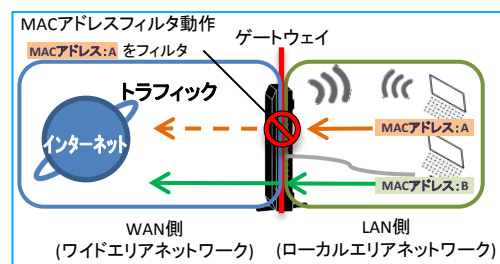 MACアドレスフィルタ動作
MACアドレス:A をフィルタ
ゲートウェイ
トラフィック
インターネット
MACアドレス:A
MACアドレス:B
WAN側
(ワイドエリアネットワーク)
LAN側
(ローカルエリアネットワーク)